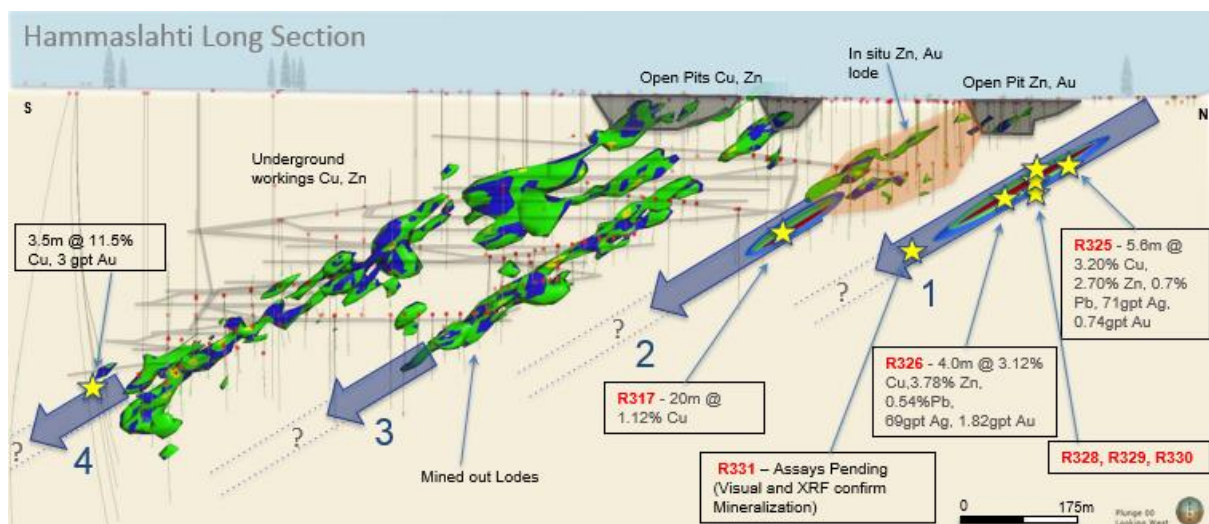 Hammaslahti Long Section
In situ Zn, Au
lode
Open Pits Cu, Zn
Open Pit Zn, Au
S
N
Underground
workings Cu, Zn
3.5m @ 11.5%
Cu, 3 gpt Au
R325 - 5.6m @
3.20% Cu,
2.70% Zn, 0.7%
Pb, 71gpt Ag,
0.74gpt Au
?
1
?
2
R326 - 4.0m @ 3.12%
Cu,3.78% Zn,
0.54%Pb,
69gpt Ag, 1.82gpt Au
R317 - 20m @
1.12% Cu
?
3
?
4
Mined out Lodes
R331 – Assays Pending
(Visual and XRF confirm
Mineralization)
R328, R329, R330
0
175m
Plunge 00
Looking West